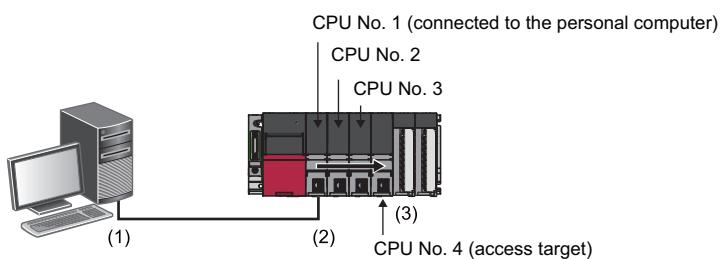 CPU No. 1 (connected to the personal computer)
CPU No. 2
CPU No. 3
(1)
(2)
(3)
CPU No. 4 (access target)